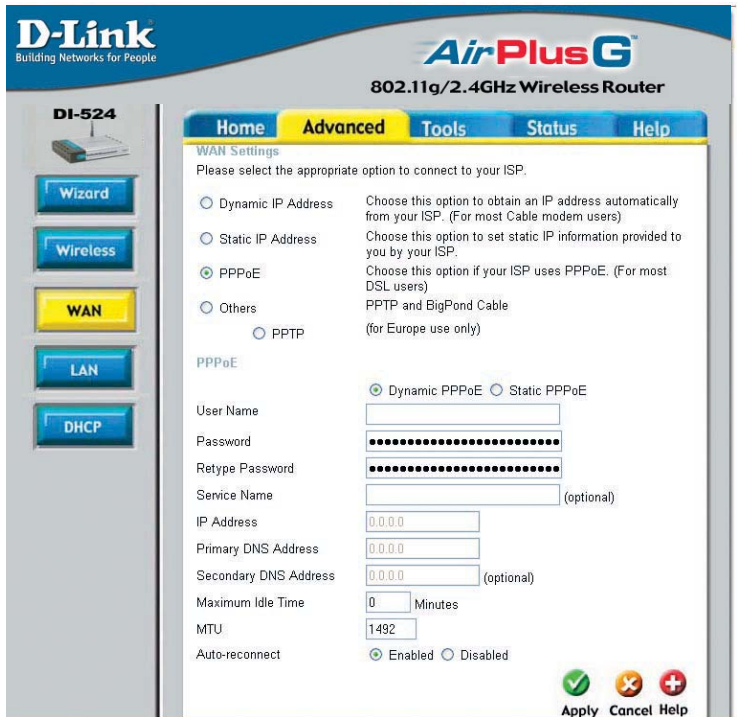 D-Link
Building Networks for People
AirPlus G™
802.11g/2.4GHz Wireless Router
DI-524
Home Advanced Tools Status Help
Wizard
Wireless
WAN
LAN
DHCP
WAN Settings
Please select the appropriate option to connect to your ISP.
Dynamic IP Address Choose this option to obtain an IP address automatically
from your ISP. (For most Cable modem users)
Static IP Address Choose this option to set static IP information provided to
you by your ISP.
PPPoE Choose this option if your ISP uses PPPoE. (For most
DSL users)
Others PPTP and BigPond Cable
PPTP (for Europe use only)
PPPoE
Dynamic PPPoE Static PPPoE
User Name
Password ••••••••••••••••••••••••
Retype Password ••••••••••••••••••••••••
Service Name (optional)
IP Address 0.0.0.0
Primary DNS Address 0.0.0.0
Secondary DNS Address 0.0.0.0 (optional)
Maximum Idle Time 0 Minutes
MTU 1492
Auto-reconnect Enabled Disabled
Apply Cancel Help